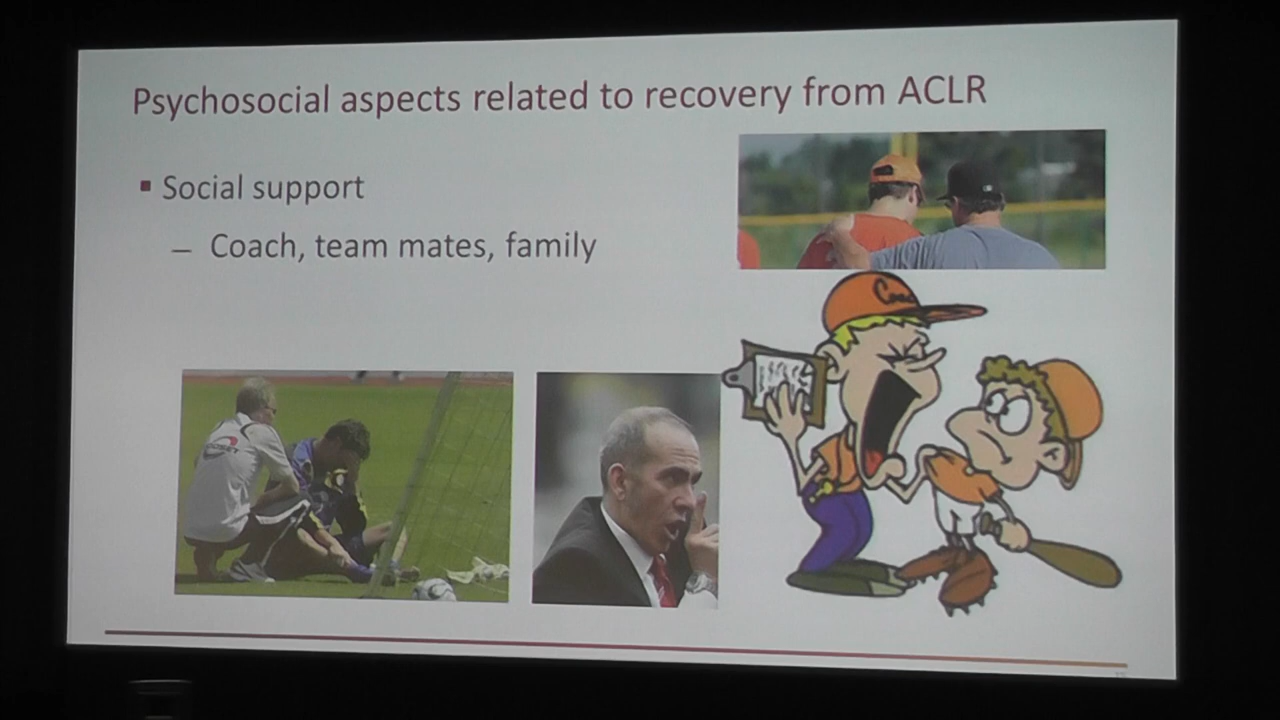 Psychosocial aspects related to recovery from ACLR
▪ Social support
– Coach, team mates, family